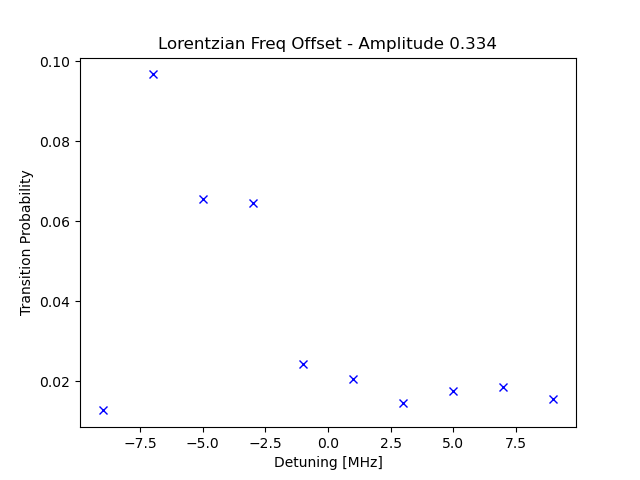 Lorentzian Freq Offset - Amplitude 0.334
Transition Probability
0.10
0.08
0.06
0.04
0.02
−7.5 −5.0 −2.5 0.0 2.5 5.0 7.5
Detuning [MHz]